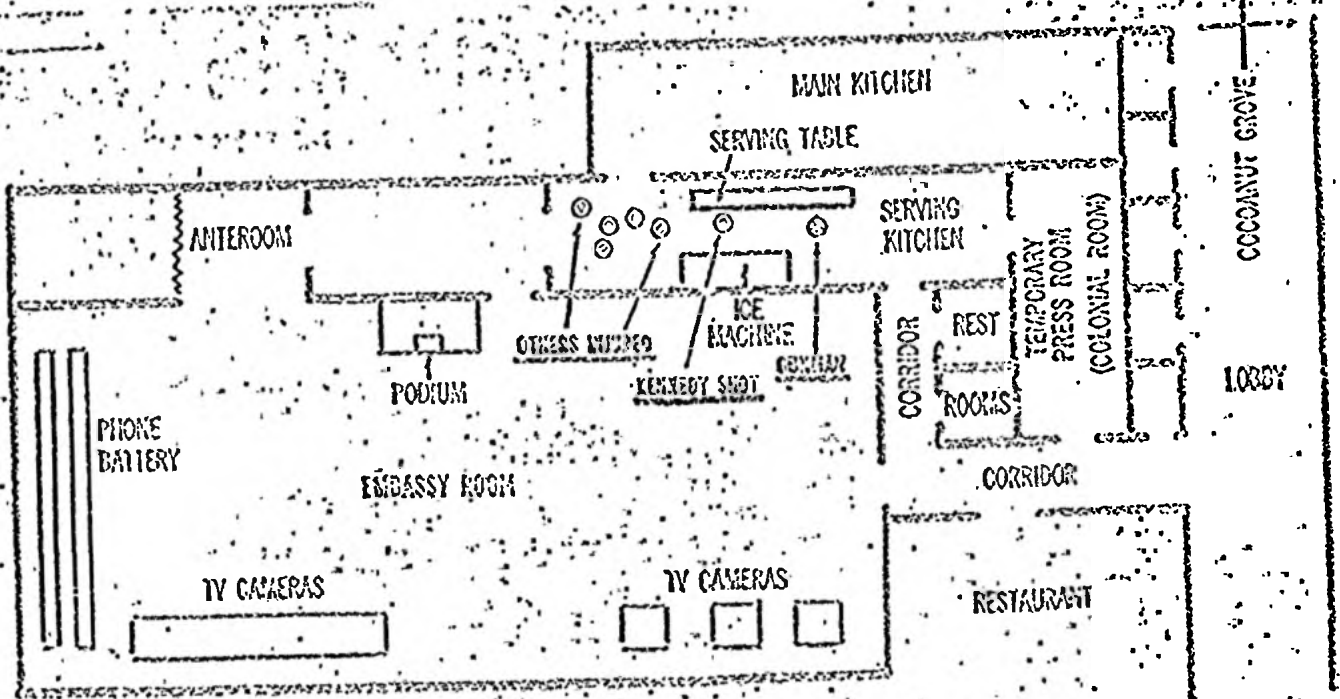 MAIN KITCHEN
SERVING TABLE
COCOANUT GROVE
ANTEROOM
SERVING
KITCHEN
TEMPORARY
PRESS ROOM
(COLONIAL ROOM)
ICE
MACHINE
REST
ROOMS
OTHERS INJURED
KENNEDY SHOT
GUNMAN
CORRIDOR
PODIUM
LOBBY
PHONE
BATTERY
EMBASSY ROOM
CORRIDOR
TV CAMERAS
TV CAMERAS
RESTAURANT